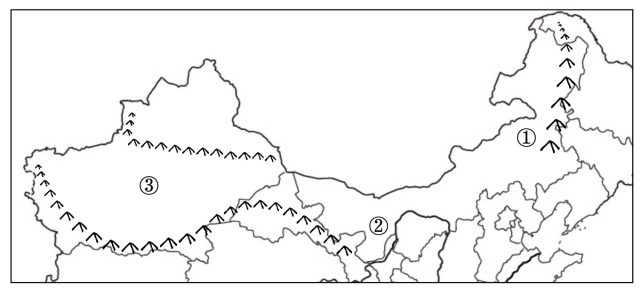 ①
②
③